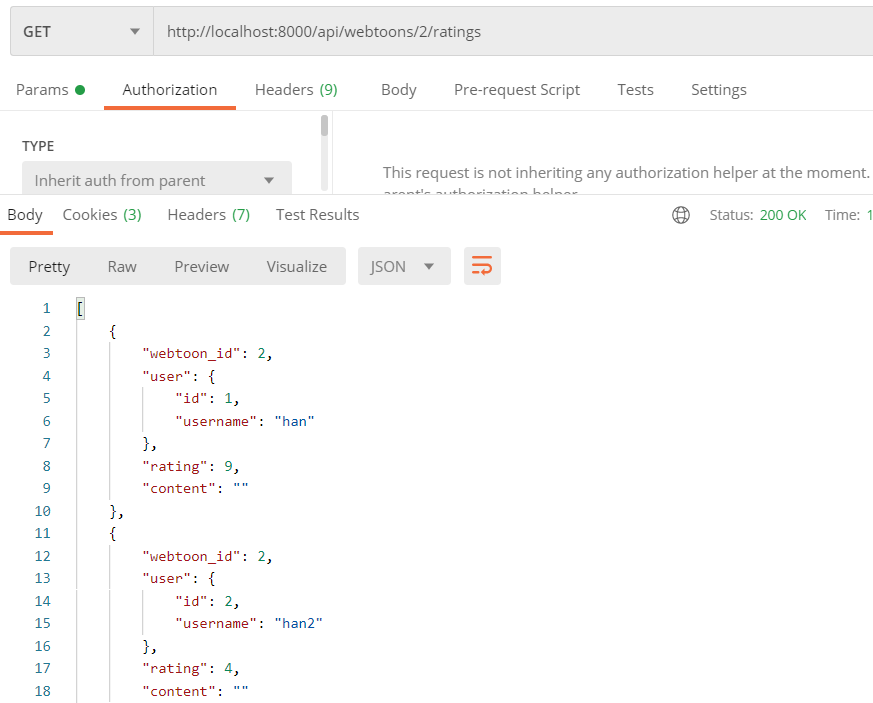 GET http://localhost:8000/api/webtoons/2/ratings
Params Authorization Headers (9) Body Pre-request Script Tests Settings
TYPE
Inherit auth from parent
This request is not inheriting any authorization helper at the moment.
arent's authorization helper
Body Cookies (3) Headers (7) Test Results Status: 200 OK Time: 1
Pretty Raw Preview Visualize JSON
1 [
2 {
3 "webtoon_id": 2,
4 "user": {
5 "id": 1,
6 "username": "han"
7 },
8 "rating": 9,
9 "content": ""
10 },
11 {
12 "webtoon_id": 2,
13 "user": {
14 "id": 2,
15 "username": "han2"
16 },
17 "rating": 4,
18 "content": ""